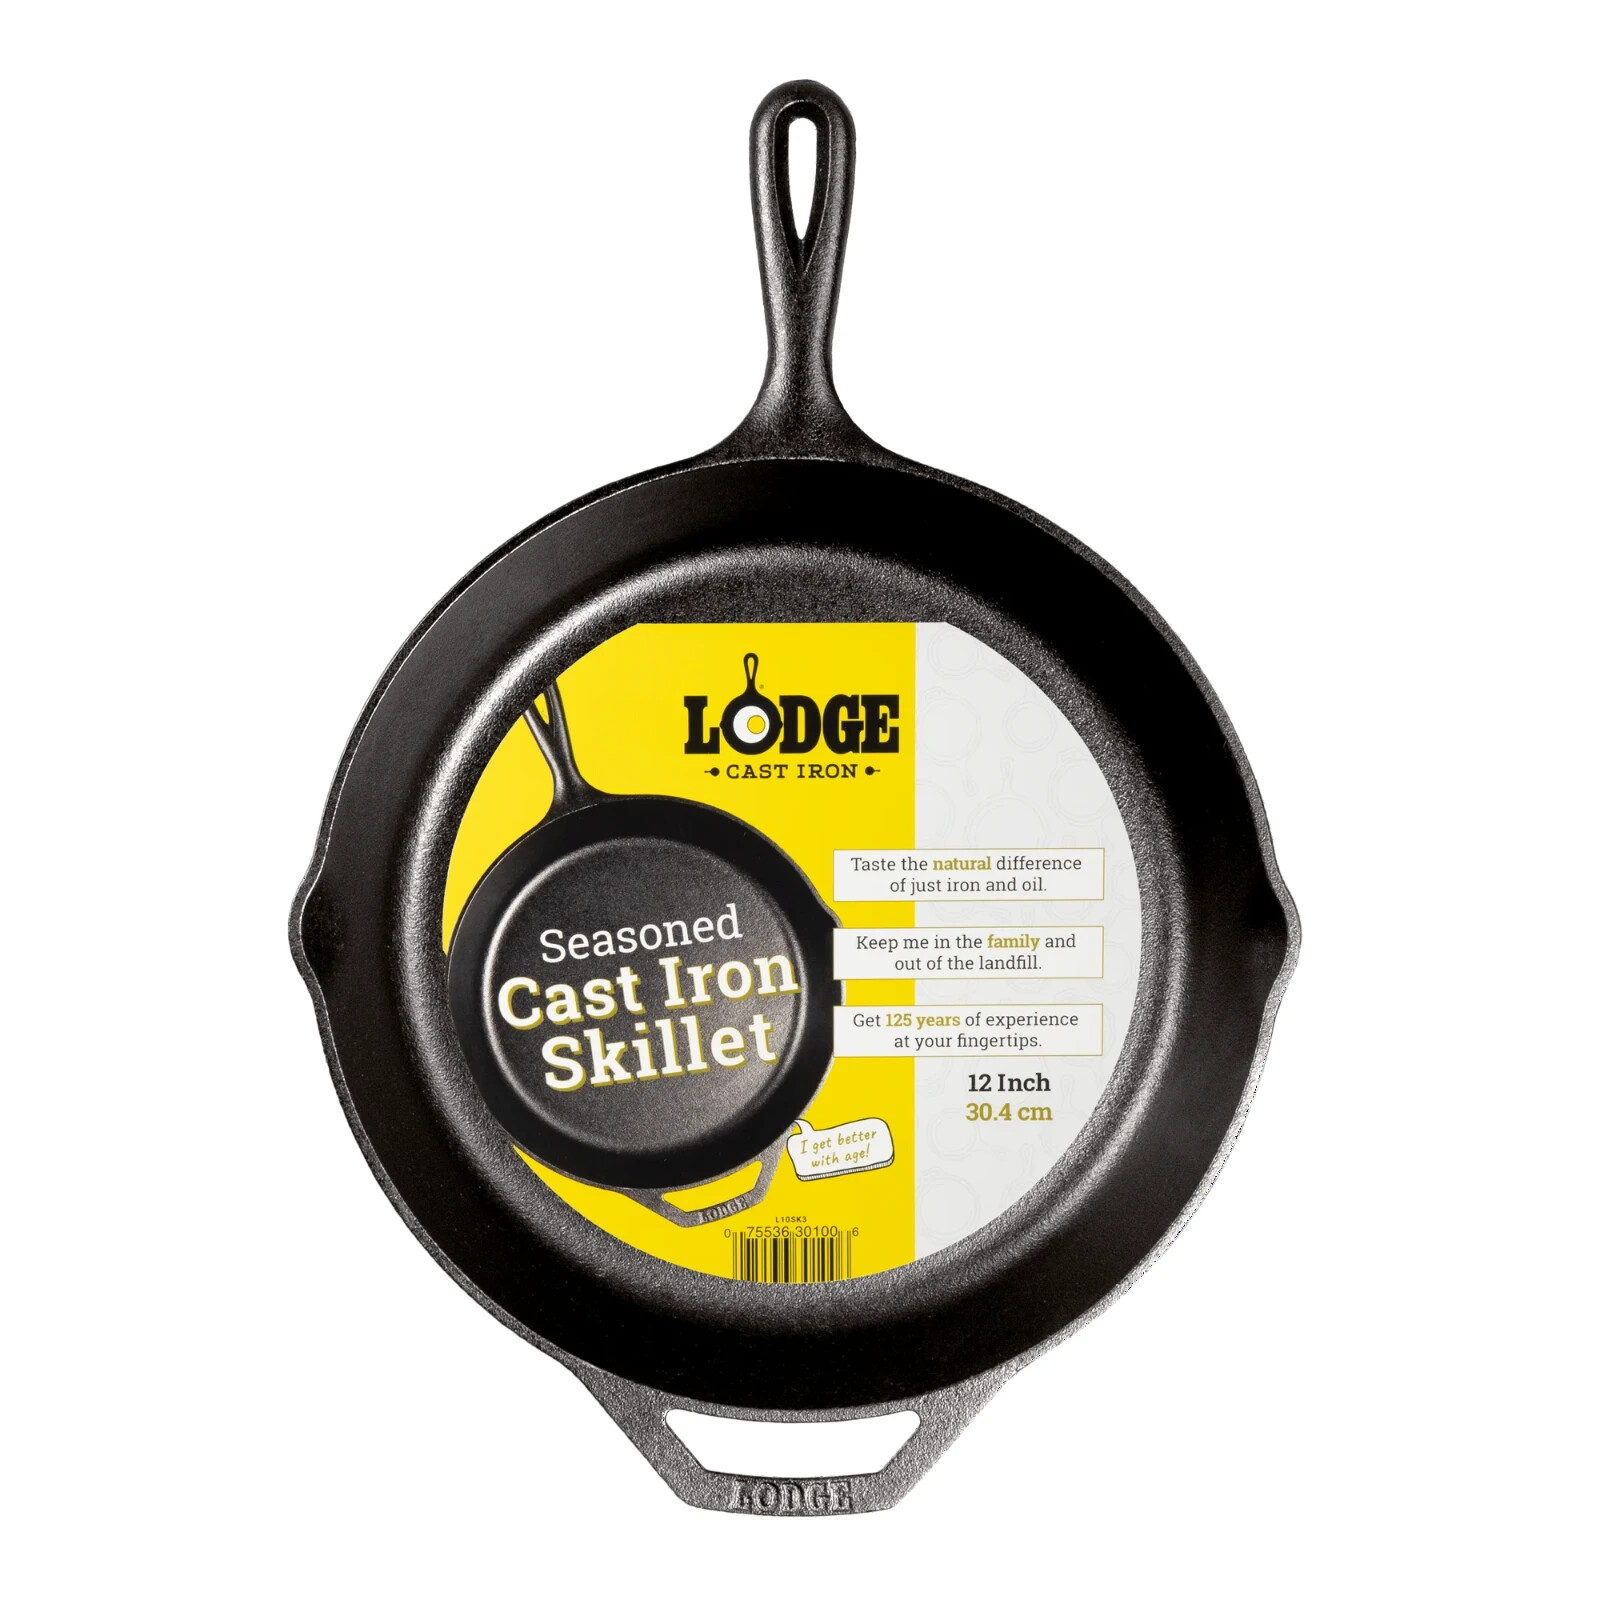 LODGE
CAST IRON
Taste the natural difference
of just iron and oil.
Keep me in the family and
out of the landfill.
Get 125 years of experience
at your fingertips.
12 Inch
30.4 cm
Seasoned
Cast Iron
Skillet
I get better
with age!
LODGE
L10SK3
0 75536 30100 6
LODGE